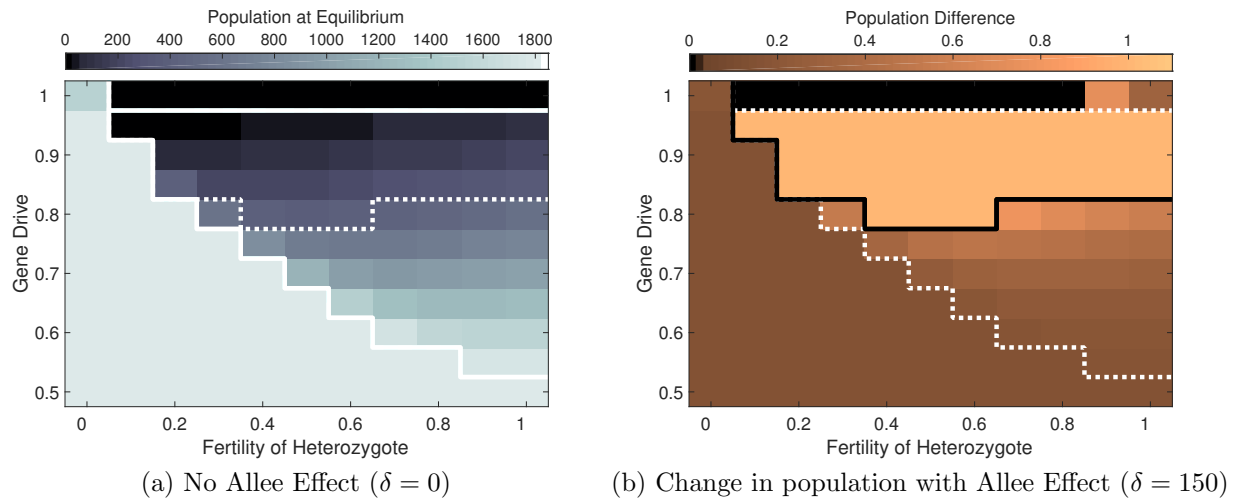 Population at Equilibrium
0 200 400 600 800 1000 1200 1400 1600 1800
Gene Drive
1
0.9
0.8
0.7
0.6
0.5
0 0.2 0.4 0.6 0.8 1
Fertility of Heterozygote
(a) No Allee Effect (δ = 0)
Population Difference
0 0.2 0.4 0.6 0.8 1
Gene Drive
1
0.9
0.8
0.7
0.6
0.5
0 0.2 0.4 0.6 0.8 1
Fertility of Heterozygote
(b) Change in population with Allee Effect (δ = 150)